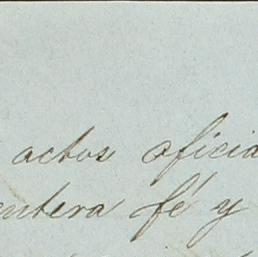 actos oficia
entera fé y